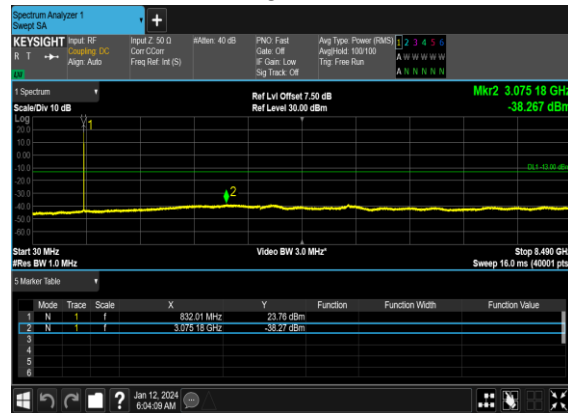 Spectrum Analyzer 1
Swept SA
+
KEYSIGHT Input: RF Input Z: 50 Ω #Atten: 40 dB PNO: Fast Avg Type: Power (RMS) 1 2 3 4 5 6
R T Coupling: DC Corr CCorr Gate: Off Avg|Hold: 100/100 A W W W W W
Align: Auto Freq Ref: Int (S) IF Gain: Low Trig: Free Run
LU Sig Track: Off A N N N N N
1 Spectrum Ref Lvl Offset 7.50 dB Mkr2 3.075 18 GHz
Scale/Div 10 dB Ref Level 30.00 dBm -38.267 dBm
Log 1
20.0
10.0
0.00
-10.0 DL1 -13.00 dBm
-20.0
-30.0 2
-40.0
-50.0
-60.0
Start 30 MHz Video BW 3.0 MHz* Stop 8.490 GHz
#Res BW 1.0 MHz Sweep 16.0 ms (40001 pts)
5 Marker Table
Mode Trace Scale X Y Function Function Width Function Value
1 N 1 f 832.01 MHz 23.76 dBm
2 N 1 f 3.075 18 GHz -38.27 dBm
3
4
5
6
? Jan 12, 2024
6:04:09 AM